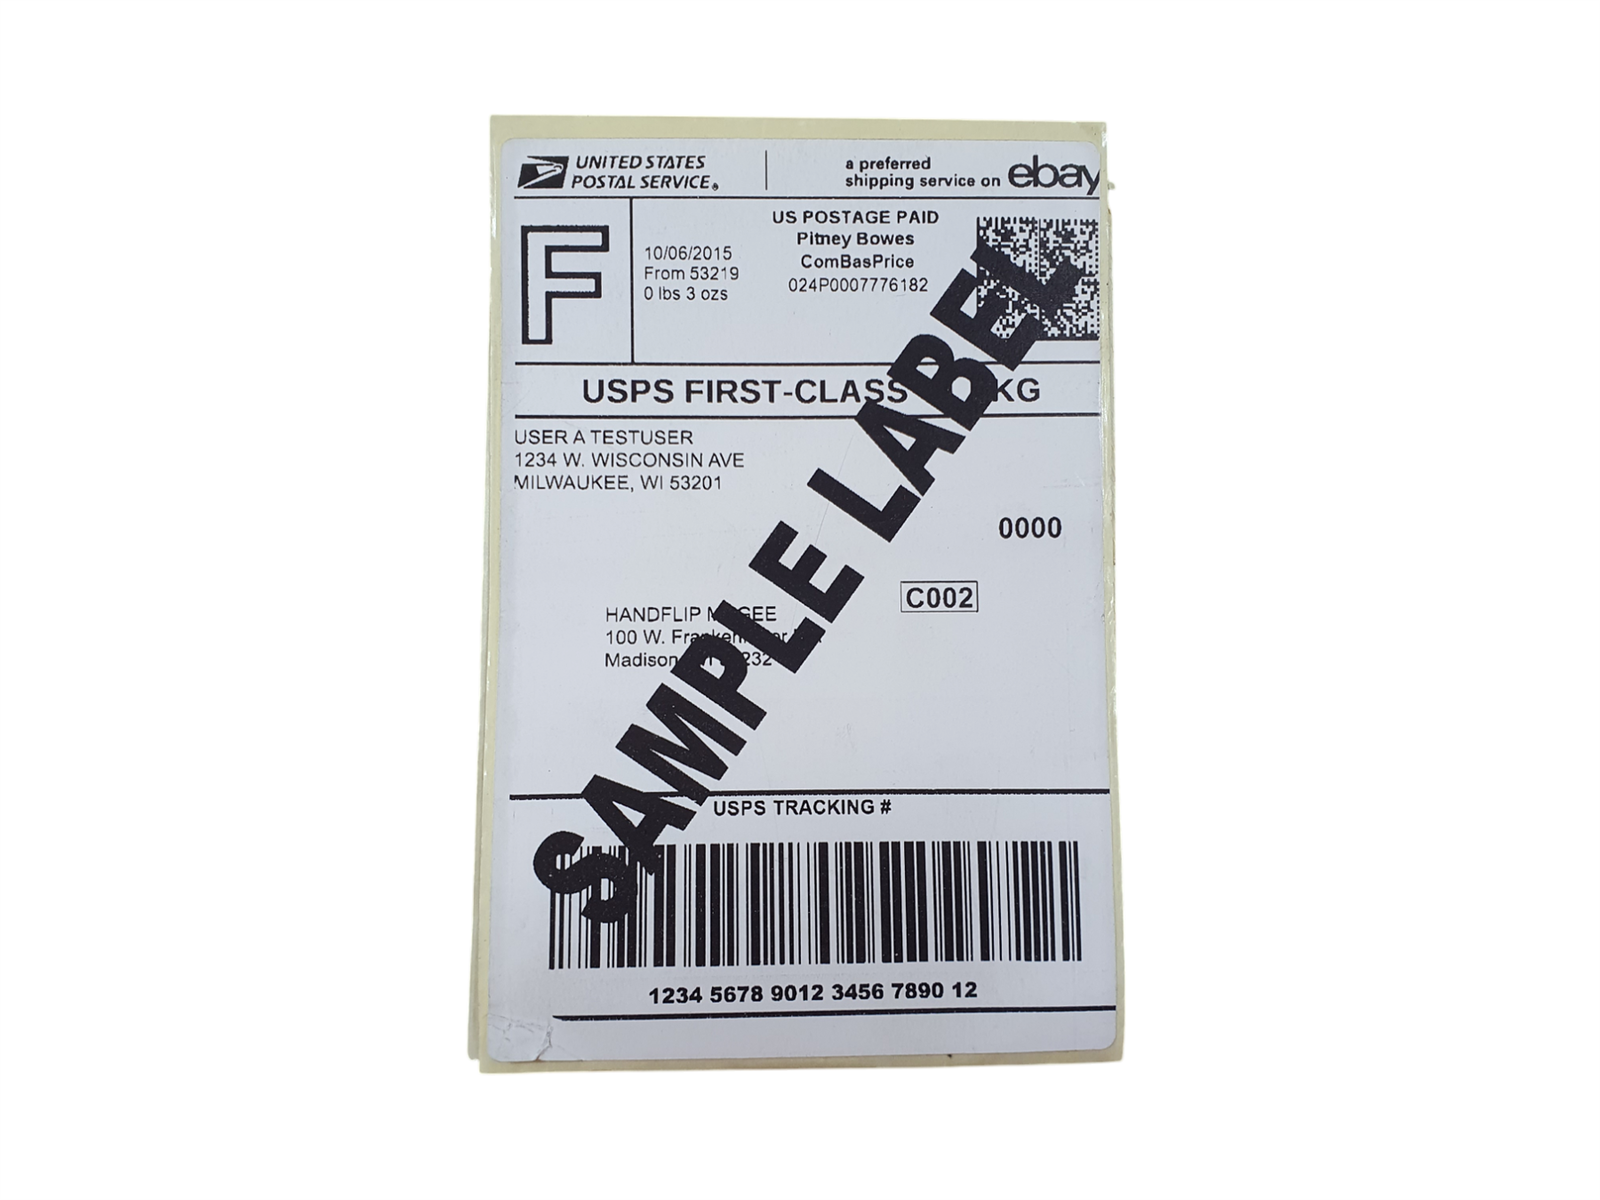 UNITED STATES
POSTAL SERVICE®
a preferred
shipping service on ebay
F
10/06/2015
From 53219
0 lbs 3 ozs
US POSTAGE PAID
Pitney Bowes
ComBasPrice
024P0007776182
USPS FIRST-CLASS KG
USER A TESTUSER
1234 W. WISCONSIN AVE
MILWAUKEE, WI 53201
0000
C002
HANDFLIP
100 W.
Madison
SAMPLE LABEL
USPS TRACKING #
1234 5678 9012 3456 7890 12